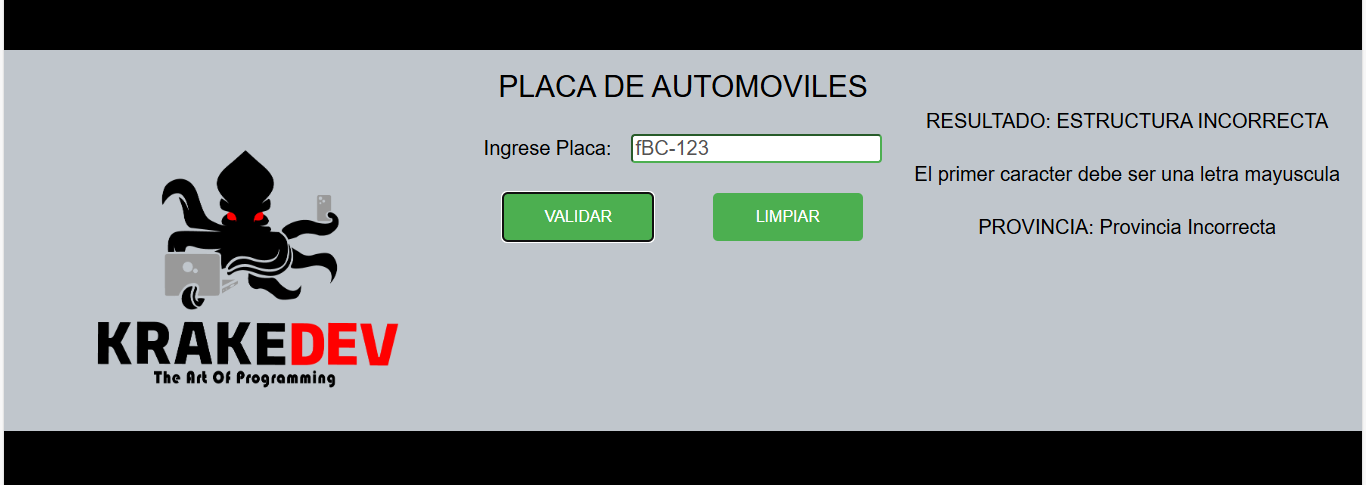 PLACA DE AUTOMOVILES
Ingrese Placa: fBC-123
VALIDAR LIMPIAR
RESULTADO: ESTRUCTURA INCORRECTA
El primer caracter debe ser una letra mayuscula
PROVINCIA: Provincia Incorrecta
KRAKEDEV
The Art Of Programming